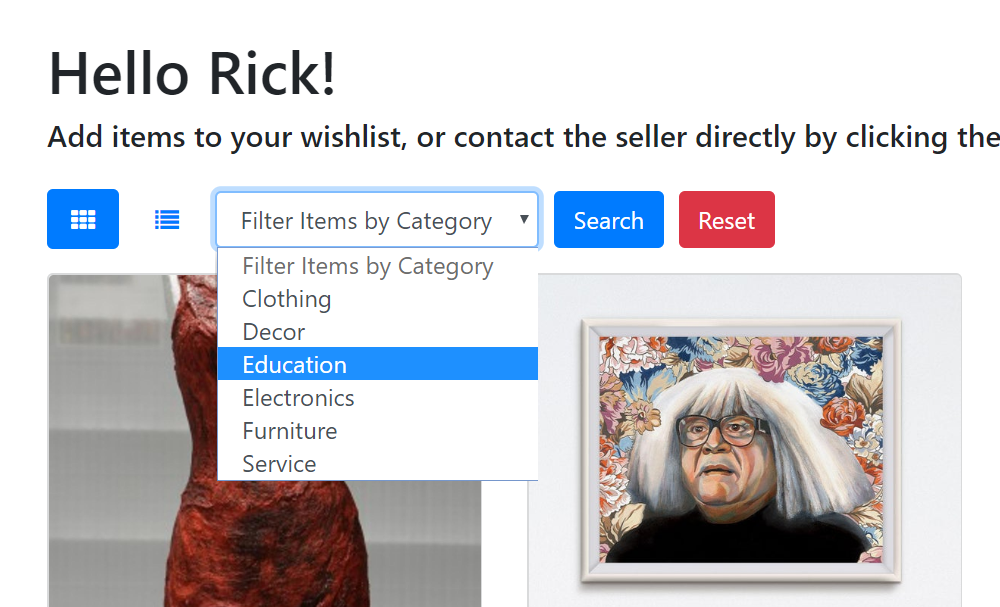 Hello Rick!
Add items to your wishlist, or contact the seller directly by clicking the
Filter Items by Category Search Reset
Filter Items by Category
Clothing
Decor
Education
Electronics
Furniture
Service